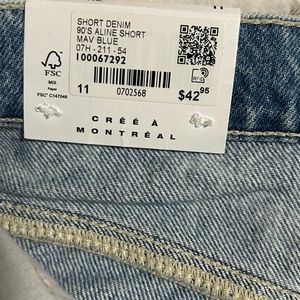 SHORT DENIM
90'S ALINE SHORT
MAV BLUE
07H - 211 - 54
100067292
FSC
MIX
Paper
FSC® C147046
11
0702568
$42.95
CRÉÉ À
MONTRÉAL